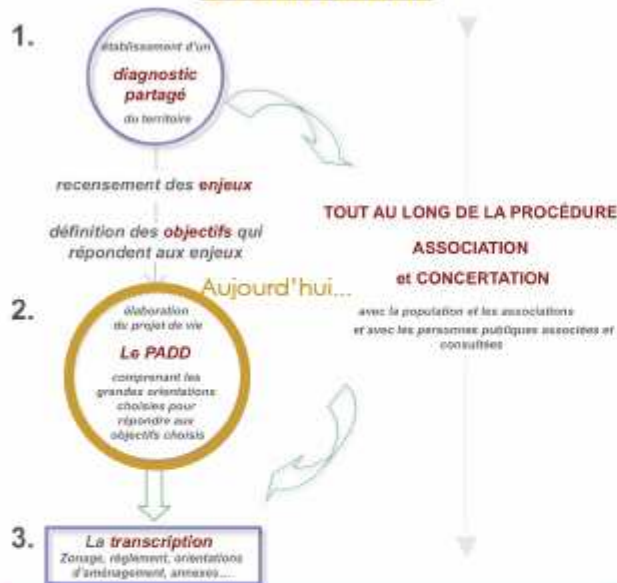 1.
établissement d'un
diagnostic
partagé
du territoire
recensement des enjeux
définition des objectifs qui
répondent aux enjeux
Aujourd'hui...
2.
élaboration
du projet de vie
Le PADD
comprenant les
grandes orientations
choisies pour
répondre aux
objectifs choisis
TOUT AU LONG DE LA PROCÉDURE
ASSOCIATION
et CONCERTATION
avec la population et les associations
et avec les personnes publiques associées et
consultées
3.
La transcription
Zonage, règlement, orientations
d'aménagement, annexes....